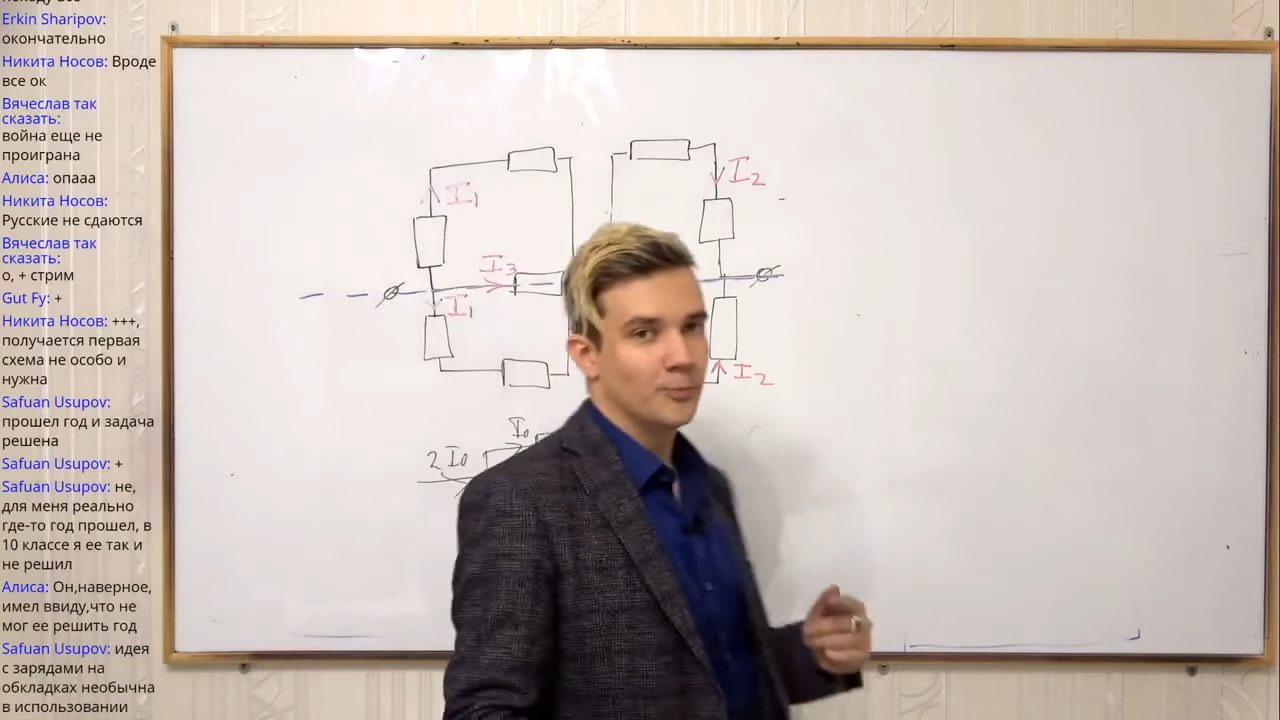 Erkin Sharipov:
окончательно
Никита Носов: Вроде
все ок
Вячеслав так
сказать:
война еще не
проиграна
Алиса: опааа
Никита Носов:
Русские не сдаются
Вячеслав так
сказать:
о, + стрим
Gut Fy: +
Никита Носов: +++,
получается первая
схема не особо и
нужна
Safuan Usupov:
прошел год и задача
решена
Safuan Usupov: +
Safuan Usupov: не,
для меня реально
где-то год прошел, в
10 классе я ее так и
не решил
Алиса: Он,наверное,
имел ввиду,что не
мог ее решить год
Safuan Usupov: идея
с зарядами на
обкладках необычна
в использовании
I₁
I₂
I₃
I₁
I₂
I₀
2 I₀